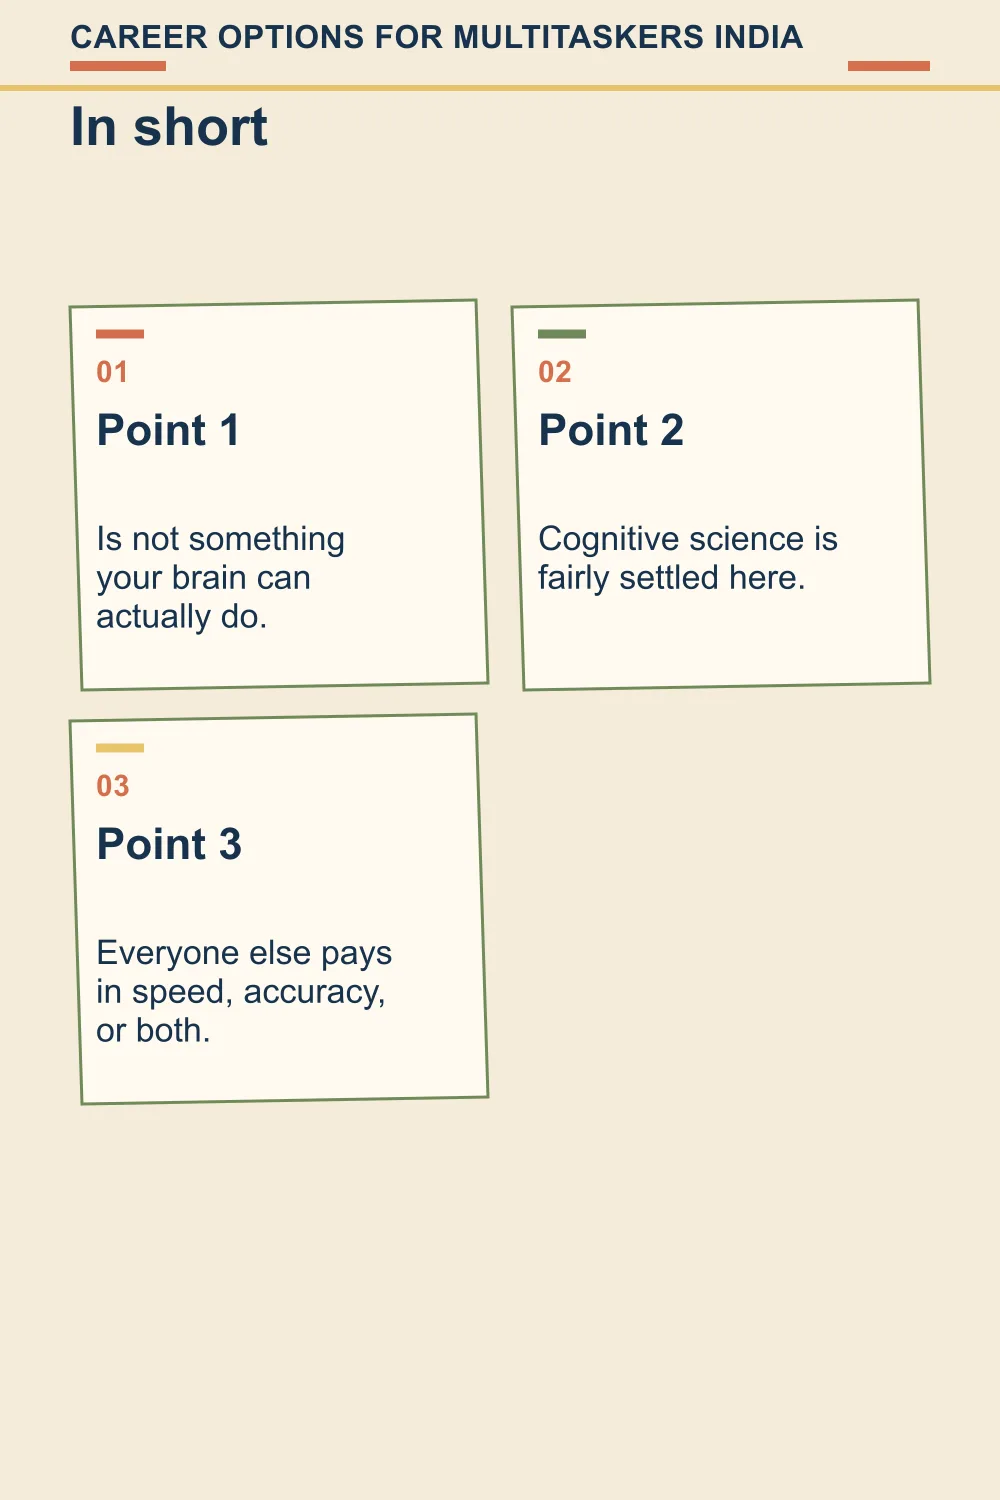 CAREER OPTIONS FOR MULTITASKERS INDIA
In short
01
Point 1
Is not something
your brain can
actually do.
02
Point 2
Cognitive science is
fairly settled here.
03
Point 3
Everyone else pays
in speed, accuracy,
or both.